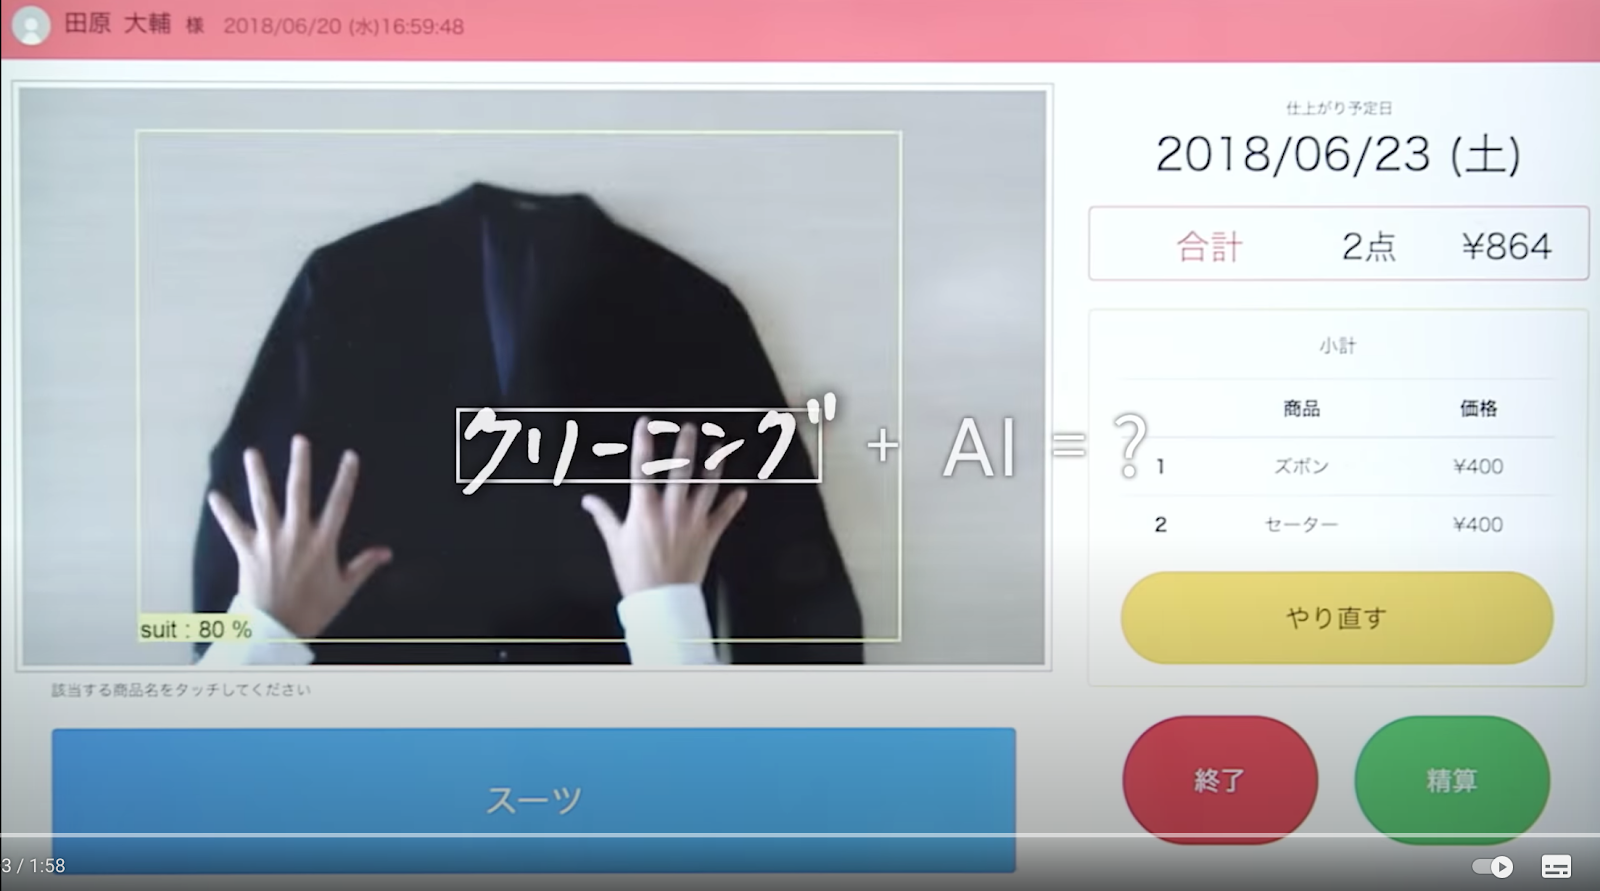 田原 大輔 様 2018/06/20 (水)16:59:48
仕上がり予定日
2018/06/23 (土)
合計 2点 ¥864
小計
商品 価格
1 ズボン ¥400
2 セーター ¥400
やり直す
終了 精算
クリーニング + AI = ?
suit : 80 %
該当する商品名をタッチしてください
スーツ
3 / 1:58